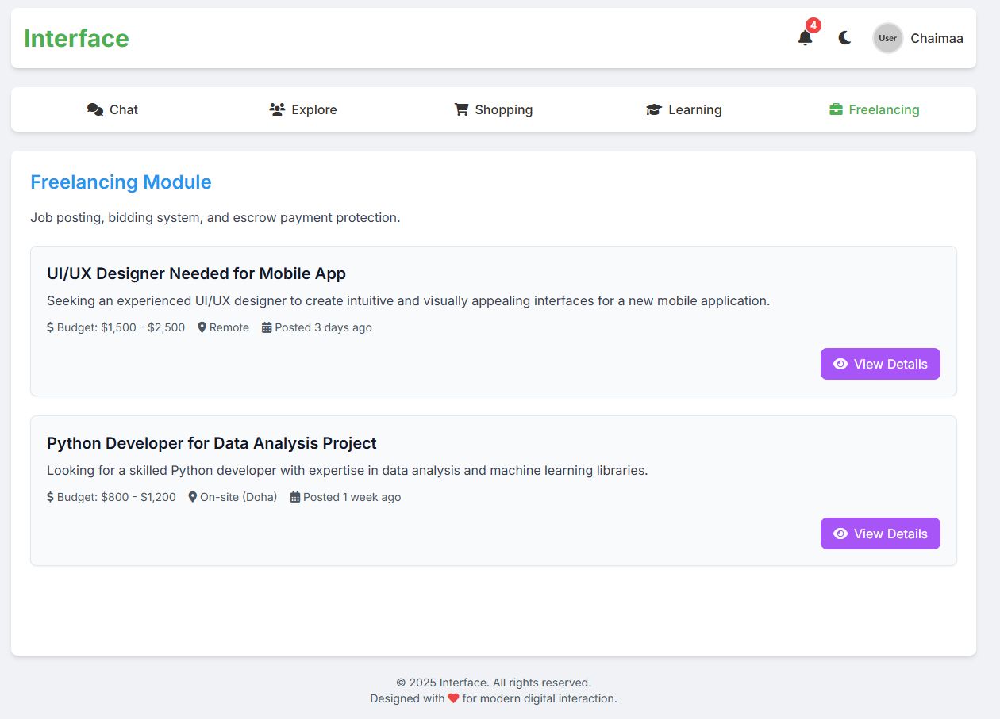 Interface
4
User
Chaimaa
Chat
Explore
Shopping
Learning
Freelancing
Freelancing Module
Job posting, bidding system, and escrow payment protection.
UI/UX Designer Needed for Mobile App
Seeking an experienced UI/UX designer to create intuitive and visually appealing interfaces for a new mobile application.
$ Budget: $1,500 - $2,500 Remote Posted 3 days ago
View Details
Python Developer for Data Analysis Project
Looking for a skilled Python developer with expertise in data analysis and machine learning libraries.
$ Budget: $800 - $1,200 On-site (Doha) Posted 1 week ago
View Details
© 2025 Interface. All rights reserved.
Designed with ❤ for modern digital interaction.